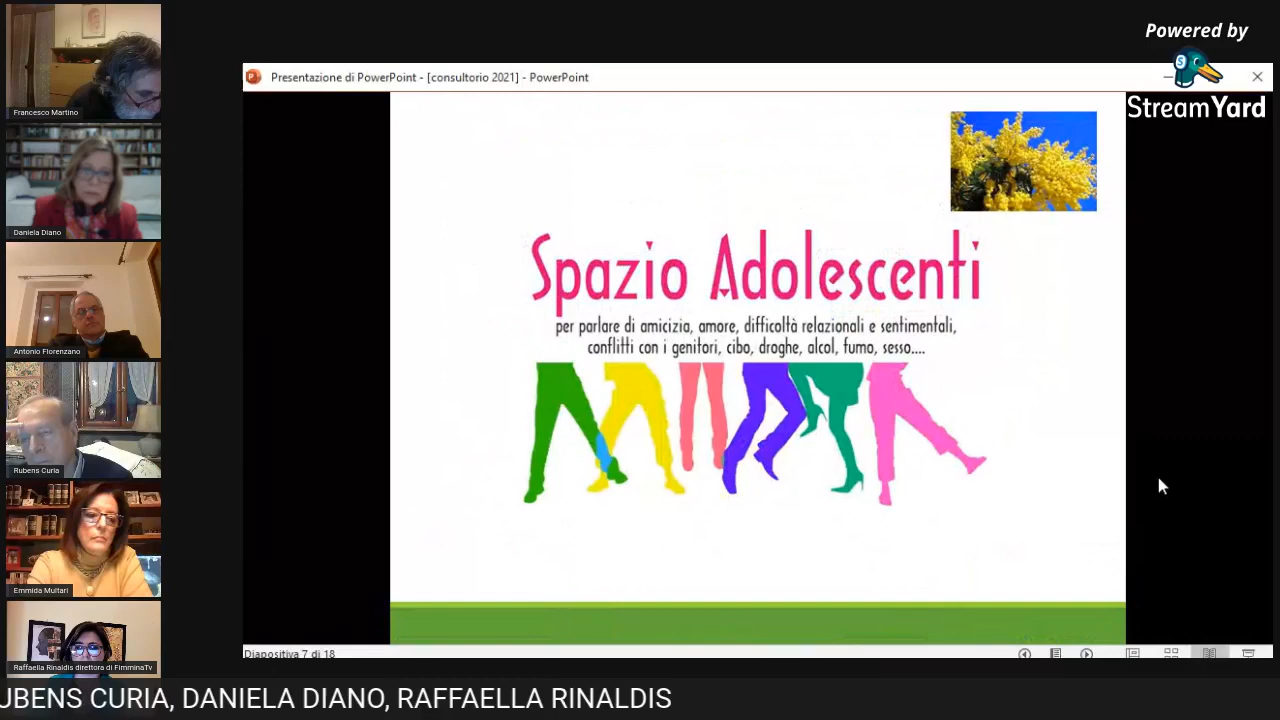 Powered by
StreamYard
Presentazione di PowerPoint - [consultorio 2021] - PowerPoint
Spazio Adolescenti
per parlare di amicizia, amore, difficoltà relazionali e sentimentali,
conflitti con i genitori, cibo, droghe, alcol, fumo, sesso....
Diapositiva 7 di 18
Francesco Martino
Daniela Diano
Antonio Florenzano
Rubens Curia
Emmida Multari
Raffaella Rinaldis direttora di FimminaTv
UBENS CURIA, DANIELA DIANO, RAFFAELLA RINALDIS